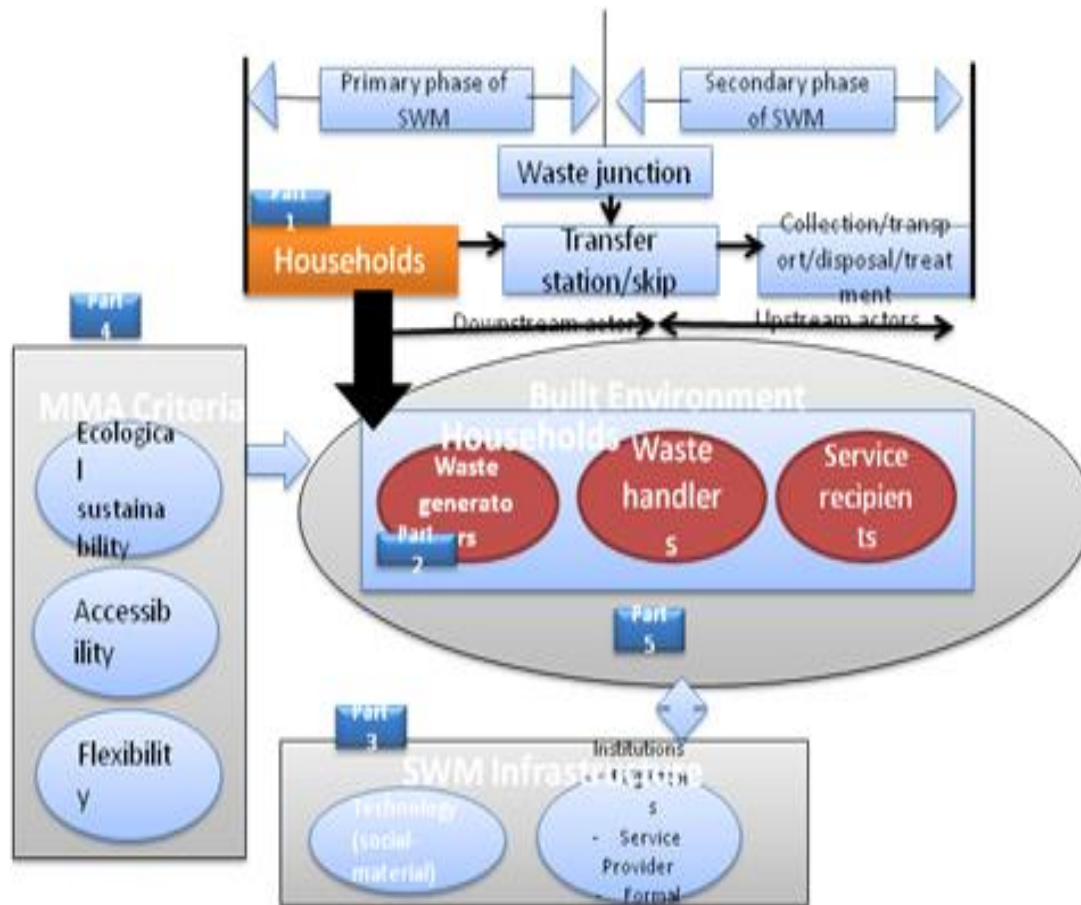 Primary phase of
SWM
Secondary phase
of SWM
Waste junction
Part
1
Households
Transfer
station/skip
Collection/transp
ort/disposal/treat
ment
Downstream actor
Upstream actors
Part
4
MMA Criteria
Ecologica
l
sustaina
bility
Accessib
ility
Flexibilit
y
Built Environment
Households
Waste
generato
rs
Part
2
Waste
handler
s
Service
recipien
ts
Part
5
Part
3
SWM Infrastructure
Technology
(social-
material)
Institutions
s
- Service
Provider
- Formal